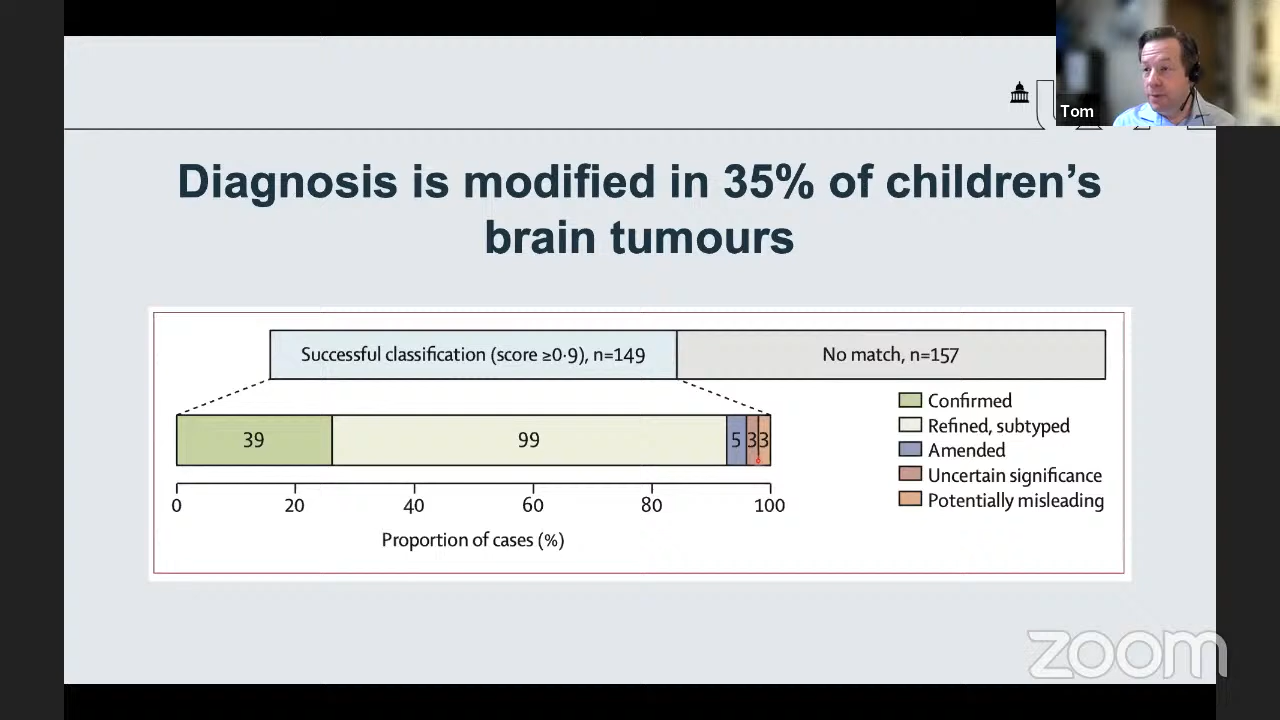 Tom
Diagnosis is modified in 35% of children’s
brain tumours
Successful classification (score ≥0·9), n=149
No match, n=157
39
99
5
3
3
0
20
40
60
80
100
Proportion of cases (%)
Confirmed
Refined, subtyped
Amended
Uncertain significance
Potentially misleading
zoom